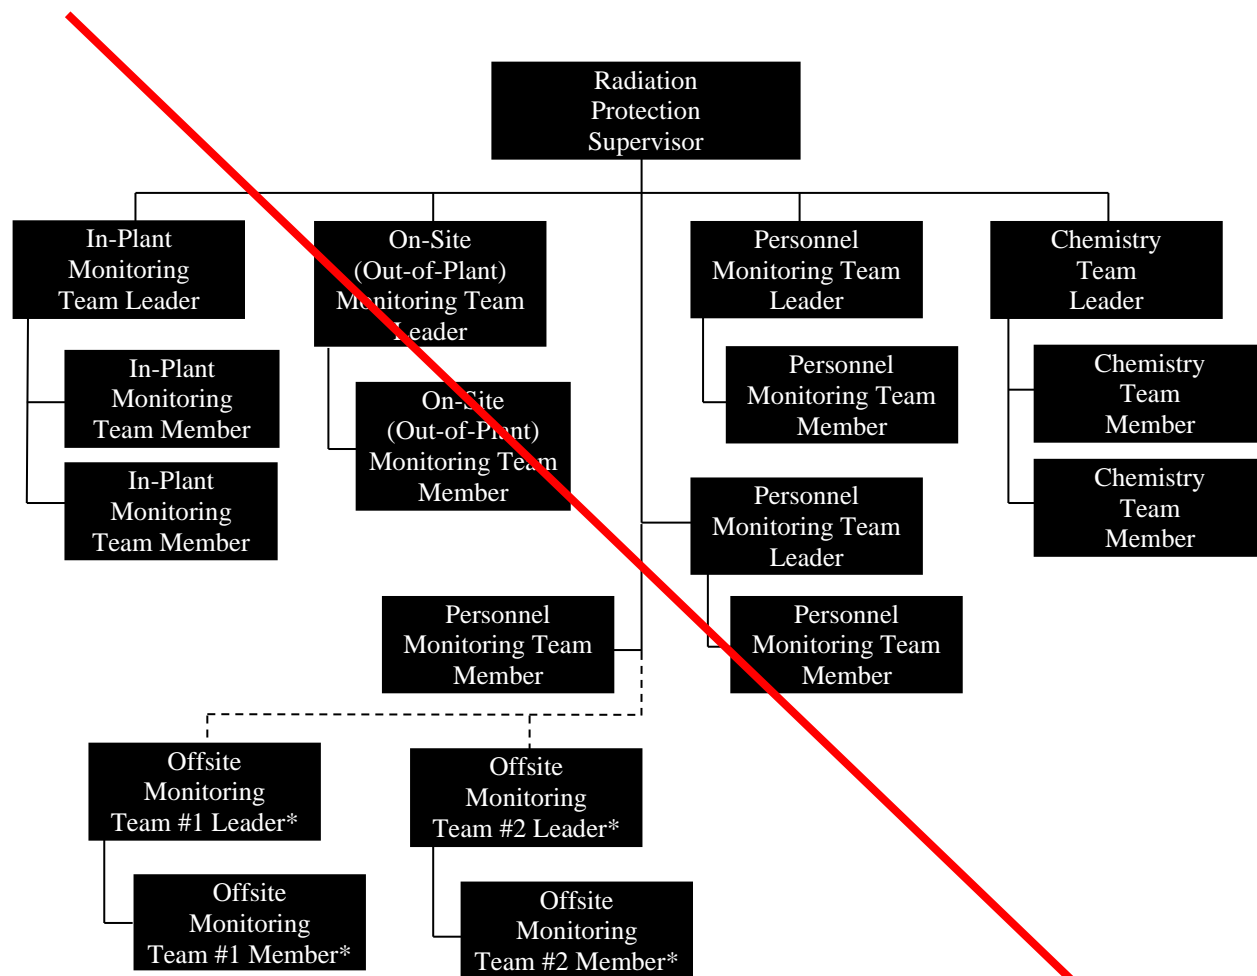 Radiation
Protection
Supervisor
In-Plant
Monitoring
Team Leader
On-Site
(Out-of-Plant)
Monitoring Team
Leader
Personnel
Monitoring Team
Leader
Chemistry
Team
Leader
In-Plant
Monitoring
Team Member
On-Site
(Out-of-Plant)
Monitoring Team
Member
Personnel
Monitoring Team
Member
Chemistry
Team
Member
In-Plant
Monitoring
Team Member
Personnel
Monitoring Team
Leader
Chemistry
Team
Member
Personnel
Monitoring Team
Member
Personnel
Monitoring Team
Member
Offsite
Monitoring
Team #1 Leader*
Offsite
Monitoring
Team #2 Leader*
Offsite
Monitoring
Team #1 Member*
Offsite
Monitoring
Team #2 Member*